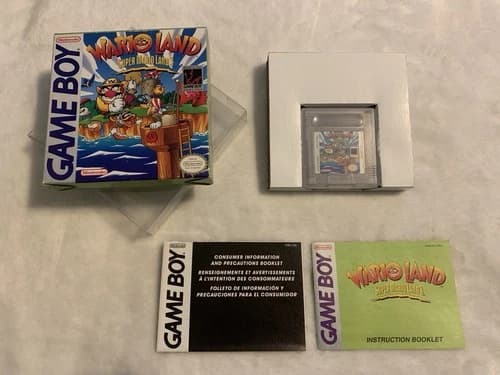 Nintendo
GAME BOY
WARIO LAND
SUPER MARIO LAND 3
Nintendo
GAME BOY
CONSUMER INFORMATION
AND PRECAUTIONS BOOKLET
RENSEIGNEMENTS ET AVERTISSEMENTS
À L'INTENTION DES CONSOMMATEURS
FOLLETO DE INFORMACIÓN Y
PRECAUCIONES PARA EL CONSUMIDOR
GAME BOY
WARIO LAND
SUPER MARIO LAND 3
INSTRUCTION BOOKLET